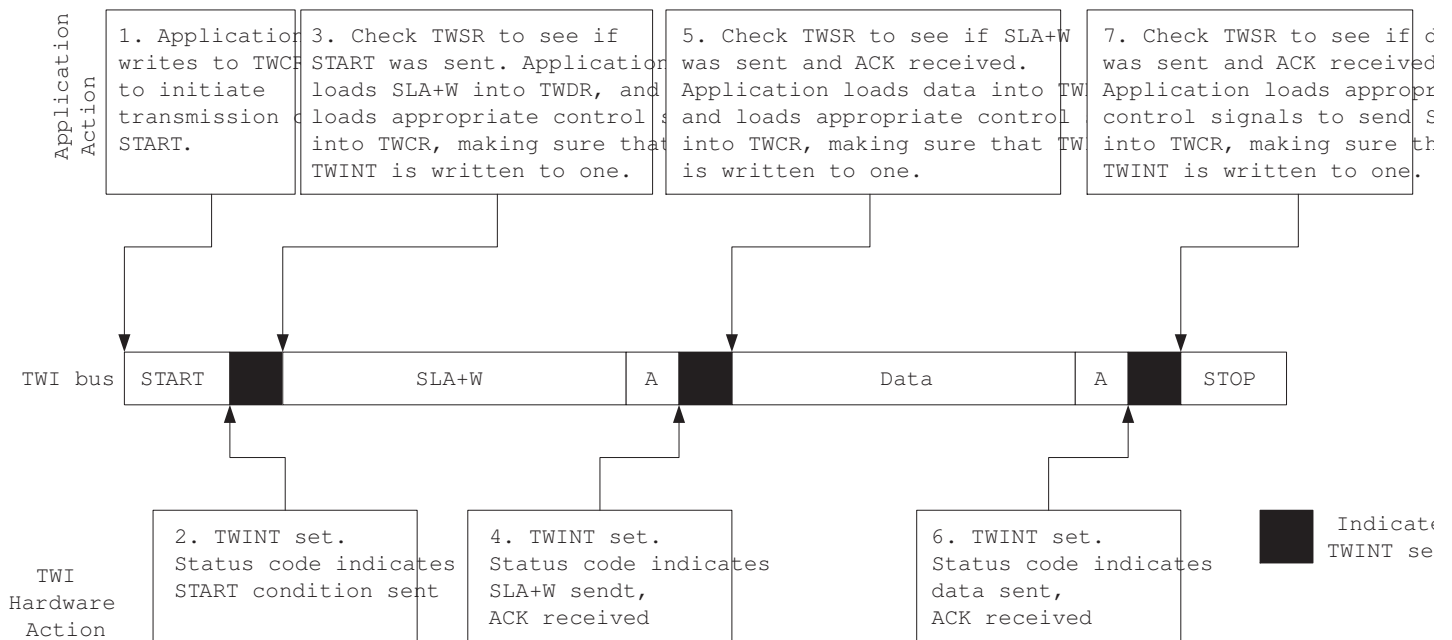 Application
Action
1. Application
writes to TWCR
to initiate
transmission o
START.
3. Check TWSR to see if
START was sent. Application
loads SLA+W into TWDR, and
loads appropriate control s
into TWCR, making sure that
TWINT is written to one.
5. Check TWSR to see if SLA+W
was sent and ACK received.
Application loads data into TW
and loads appropriate control
into TWCR, making sure that TW
is written to one.
7. Check TWSR to see if d
was sent and ACK received
Application loads appropr
control signals to send S
into TWCR, making sure th
TWINT is written to one.
TWI bus
START
SLA+W
A
Data
A
STOP
2. TWINT set.
Status code indicates
START condition sent
4. TWINT set.
Status code indicates
SLA+W sendt,
ACK received
6. TWINT set.
Status code indicates
data sent,
ACK received
Indicate
TWINT se
TWI
Hardware
Action